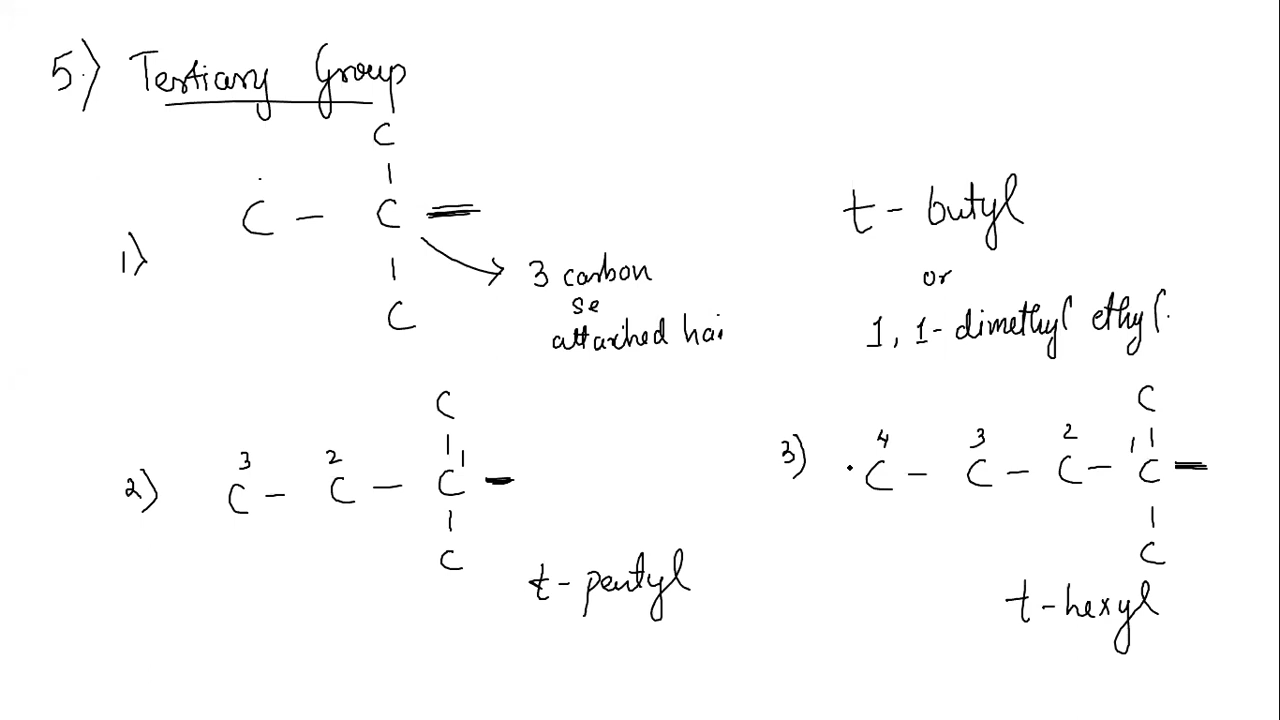 5.) Tertiary Group
C
1) C - C =
3 carbon
se
attached hai
C
t - butyl
or
1, 1- dimethyl ethyl.
C
2) 3 2 1
C - C - C -
C
t - pentyl
C
3) 4 3 2 1
C - C - C - C =
C
t - hexyl